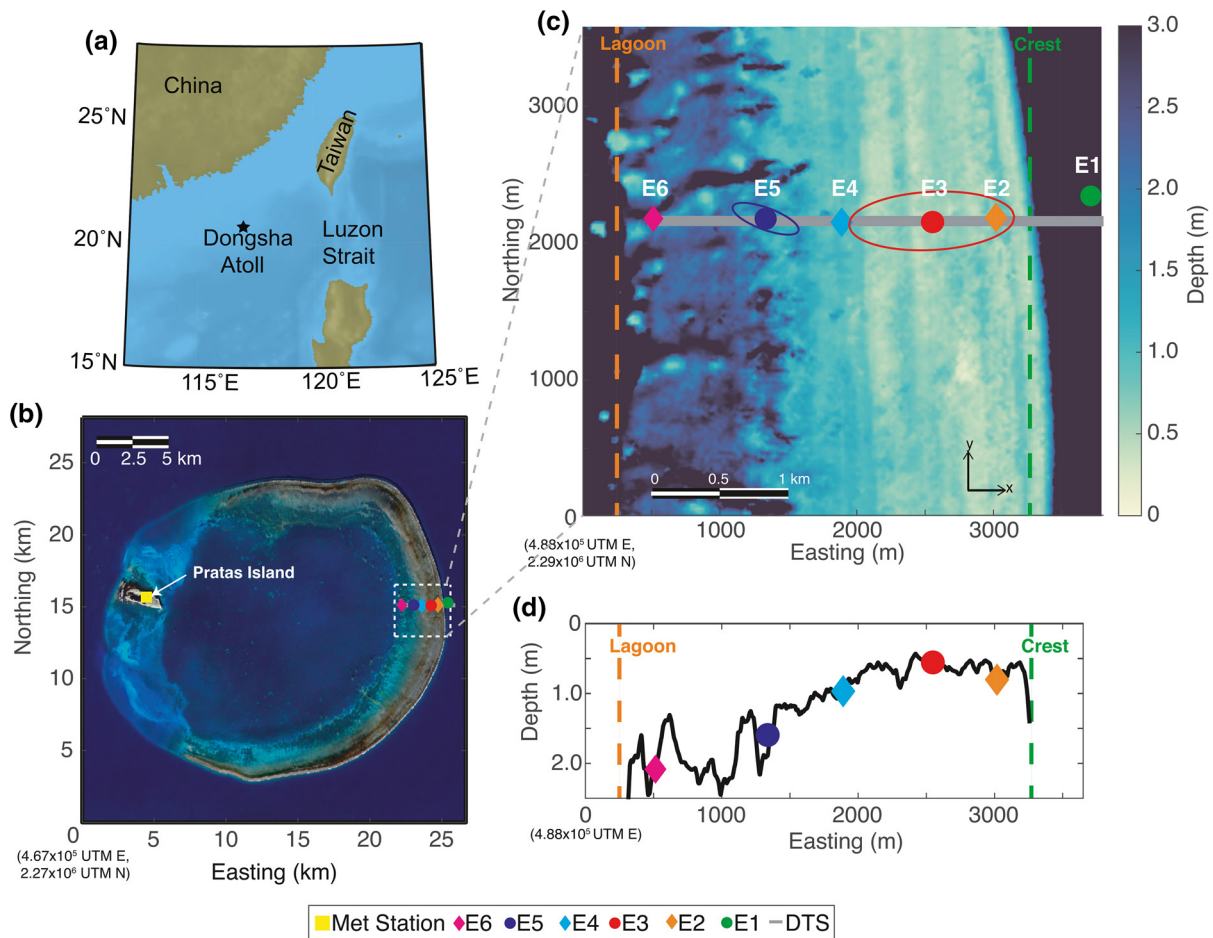 (a)
China
Taiwan
Dongsha
Atoll
Luzon
Strait
25˚N
20˚N
15˚N
115˚E
120˚E
125˚E
(b)
0 2.5 5 km
Pratas Island
25
20
15
10
5
0
Northing (km)
0 5 10 15 20 25
(4.67x10⁵ UTM E,
2.27x10⁶ UTM N)
Easting (km)
(c)
Lagoon
Crest
E6
E5
E4
E3
E2
E1
3000
2000
1000
0
Northing (m)
0 0.5 1 km
y
x
1000 2000 3000
(4.88x10⁵ UTM E,
2.29x10⁶ UTM N)
Easting (m)
3.0
2.5
2.0
1.5
1.0
0.5
0
Depth (m)
(d)
Lagoon
Crest
0
1.0
2.0
Depth (m)
0 1000 2000 3000
(4.88x10⁵ UTM E)
Easting (m)
Met Station E6 E5 E4 E3 E2 E1 DTS